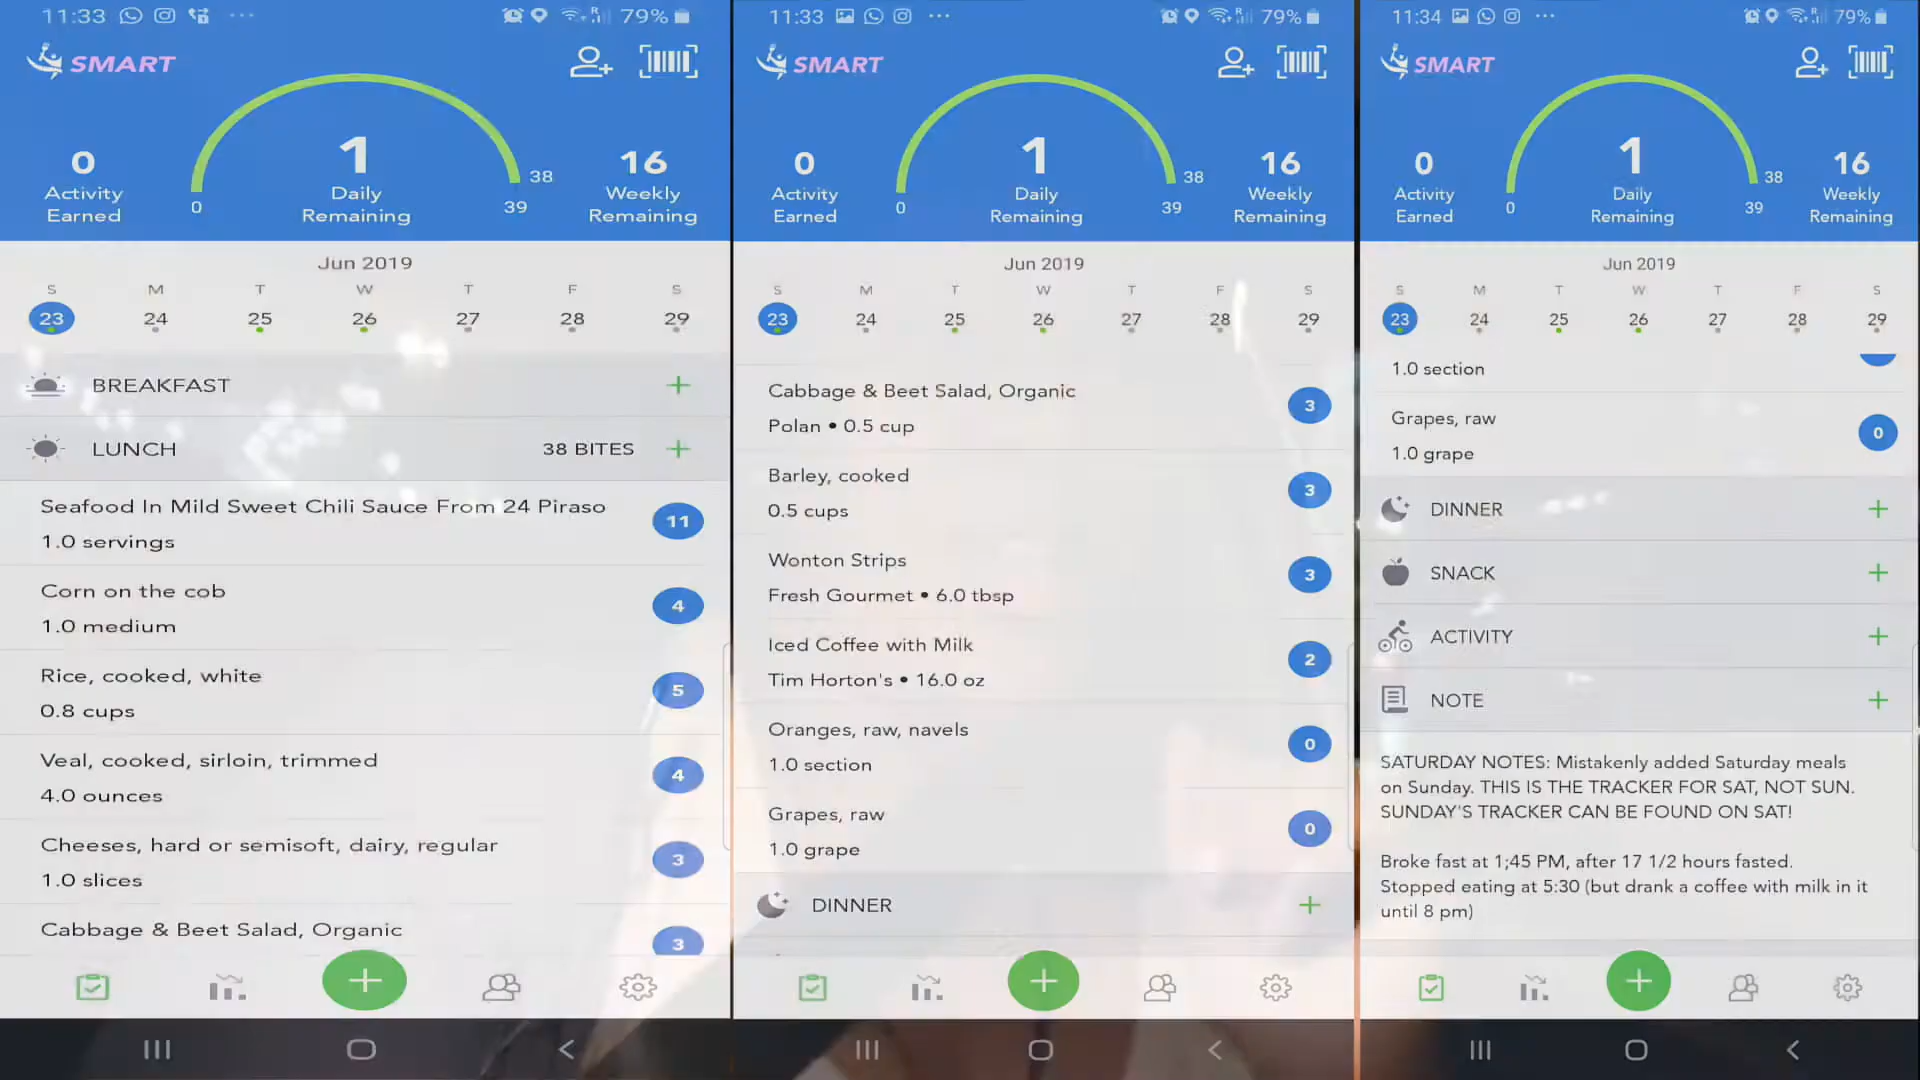 11:33
79%
SMART
0
Activity
Earned
1
Daily
Remaining
0
38
39
16
Weekly
Remaining
Jun 2019
S M T W T F S
23 24 25 26 27 28 29
BREAKFAST
LUNCH 38 BITES
Seafood In Mild Sweet Chili Sauce From 24 Piraso
1.0 servings
11
Corn on the cob
1.0 medium
4
Rice, cooked, white
0.8 cups
5
Veal, cooked, sirloin, trimmed
4.0 ounces
4
Cheeses, hard or semisoft, dairy, regular
1.0 slices
3
Cabbage & Beet Salad, Organic
3
11:33
79%
SMART
0
Activity
Earned
1
Daily
Remaining
0
38
39
16
Weekly
Remaining
Jun 2019
S M T W T F S
23 24 25 26 27 28 29
Cabbage & Beet Salad, Organic
Polan • 0.5 cup
3
Barley, cooked
0.5 cups
3
Wonton Strips
Fresh Gourmet • 6.0 tbsp
3
Iced Coffee with Milk
Tim Horton's • 16.0 oz
2
Oranges, raw, navels
1.0 section
0
Grapes, raw
1.0 grape
0
DINNER
11:34
79%
SMART
0
Activity
Earned
1
Daily
Remaining
0
38
39
16
Weekly
Remaining
Jun 2019
S M T W T F S
23 24 25 26 27 28 29
1.0 section
Grapes, raw
1.0 grape
0
DINNER
SNACK
ACTIVITY
NOTE
SATURDAY NOTES: Mistakenly added Saturday meals
on Sunday. THIS IS THE TRACKER FOR SAT, NOT SUN.
SUNDAY'S TRACKER CAN BE FOUND ON SAT!
Broke fast at 1;45 PM, after 17 1/2 hours fasted.
Stopped eating at 5:30 (but drank a coffee with milk in it
until 8 pm)